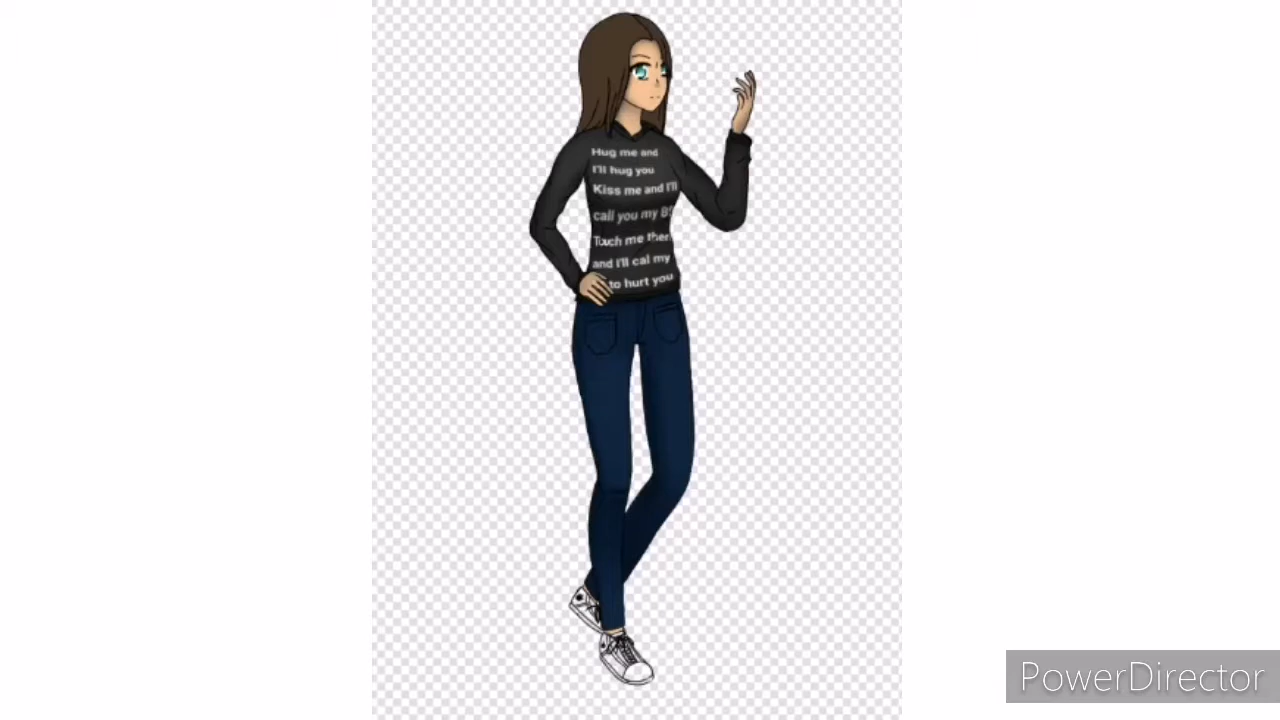 Hug me and
I'll hug you
Kiss me and I'll
call you my
Touch me
and I'll cal my
to hurt you
PowerDirector